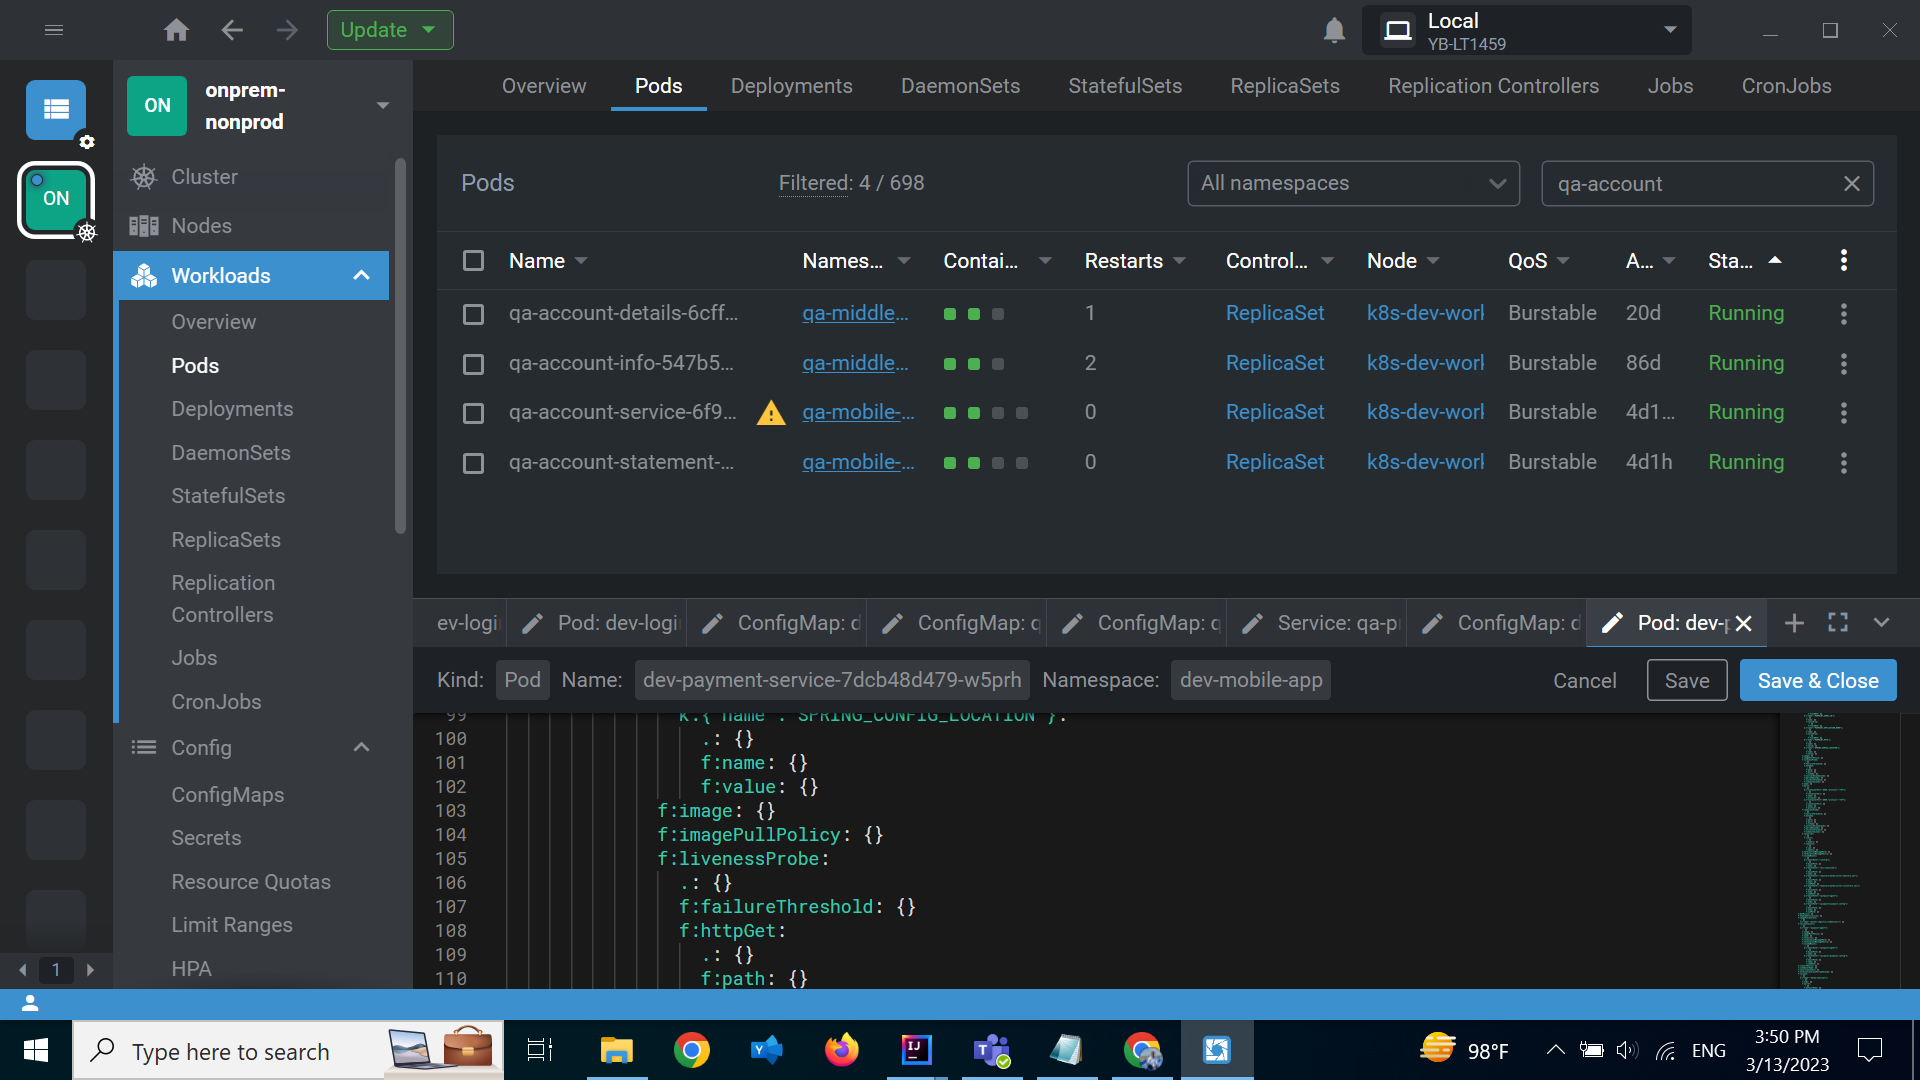 Update
Local
YB-LT1459
ON
onprem-
nonprod
Overview
Pods
Deployments
DaemonSets
StatefulSets
ReplicaSets
Replication Controllers
Jobs
CronJobs
ON
Cluster
Nodes
Workloads
Overview
Pods
Deployments
DaemonSets
StatefulSets
ReplicaSets
Replication
Controllers
Jobs
CronJobs
Config
ConfigMaps
Secrets
Resource Quotas
Limit Ranges
HPA
1
Pods
Filtered: 4 / 698
All namespaces
qa-account
Name Names... Contai... Restarts Control... Node QoS A... Sta...
qa-account-details-6cff... qa-middle... 1 ReplicaSet k8s-dev-worl Burstable 20d Running
qa-account-info-547b5... qa-middle... 2 ReplicaSet k8s-dev-worl Burstable 86d Running
qa-account-service-6f9... qa-mobile-... 0 ReplicaSet k8s-dev-worl Burstable 4d1... Running
qa-account-statement-... qa-mobile-... 0 ReplicaSet k8s-dev-worl Burstable 4d1h Running
ev-logi Pod: dev-logi ConfigMap: d ConfigMap: q ConfigMap: q Service: qa-p ConfigMap: d Pod: dev-p
Kind: Pod Name: dev-payment-service-7dcb48d479-w5prh Namespace: dev-mobile-app Cancel Save Save & Close
99 k:{"name":"SPRING_CONFIG_LOCATION"}:
100 .: {}
101 f:name: {}
102 f:value: {}
103 f:image: {}
104 f:imagePullPolicy: {}
105 f:livenessProbe:
106 .: {}
107 f:failureThreshold: {}
108 f:httpGet:
109 .: {}
110 f:path: {}
Type here to search
98°F
ENG
3:50 PM
3/13/2023